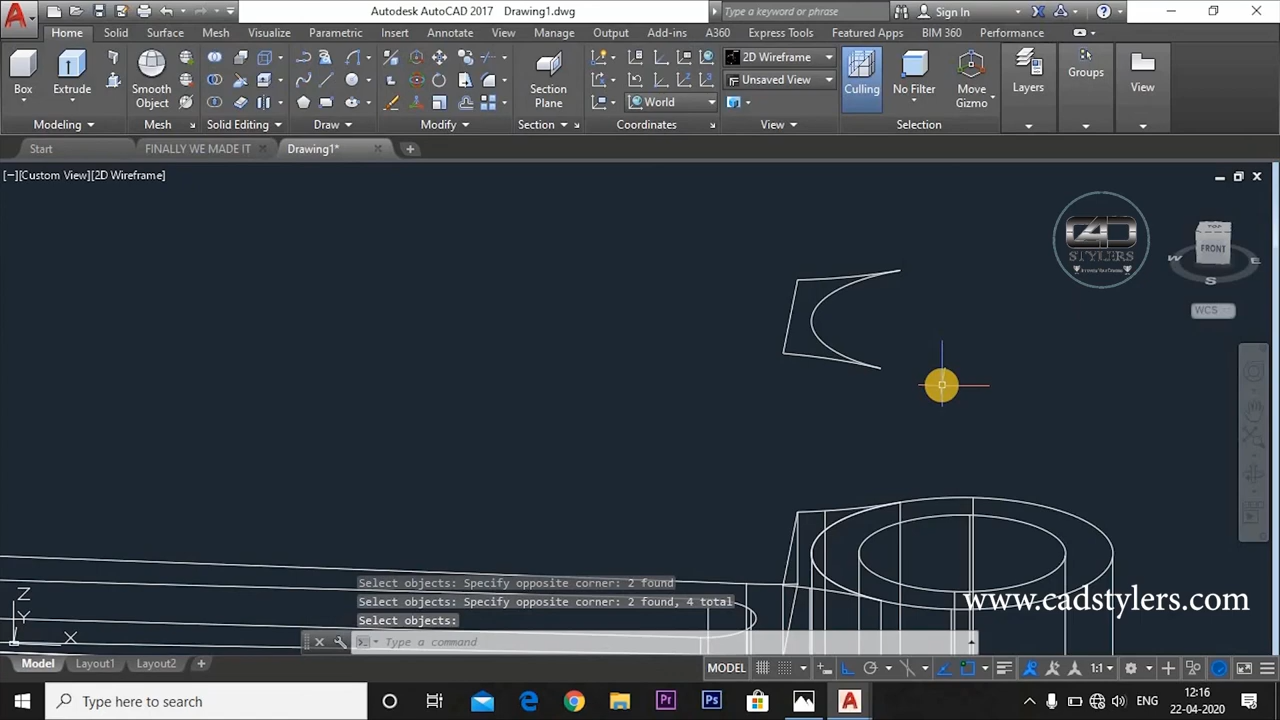 Autodesk AutoCAD 2017 Drawing1.dwg
Type a keyword or phrase
Sign In
Home Solid Surface Mesh Visualize Parametric Insert Annotate View Manage Output Add-ins A360 Express Tools Featured Apps BIM 360 Performance
Box
Extrude
Smooth Object
Section Plane
World
2D Wireframe
Unsaved View
Culling
No Filter
Move Gizmo
Layers
Groups
View
Modeling Mesh Solid Editing Draw Modify Section Coordinates View Selection
Start FINALLY WE MADE IT Drawing1*
[−][Custom View][2D Wireframe]
CAD
STYLERS
TOP
FRONT
W E
S
WCS
Select objects: Specify opposite corner: 2 found
Select objects: Specify opposite corner: 2 found, 4 total
Select objects:
Type a command
www.cadstylers.com
Z
Y
X
Model Layout1 Layout2
MODEL
1:1
Type here to search
Pr
Ps
A
ENG
12:16
22-04-2020